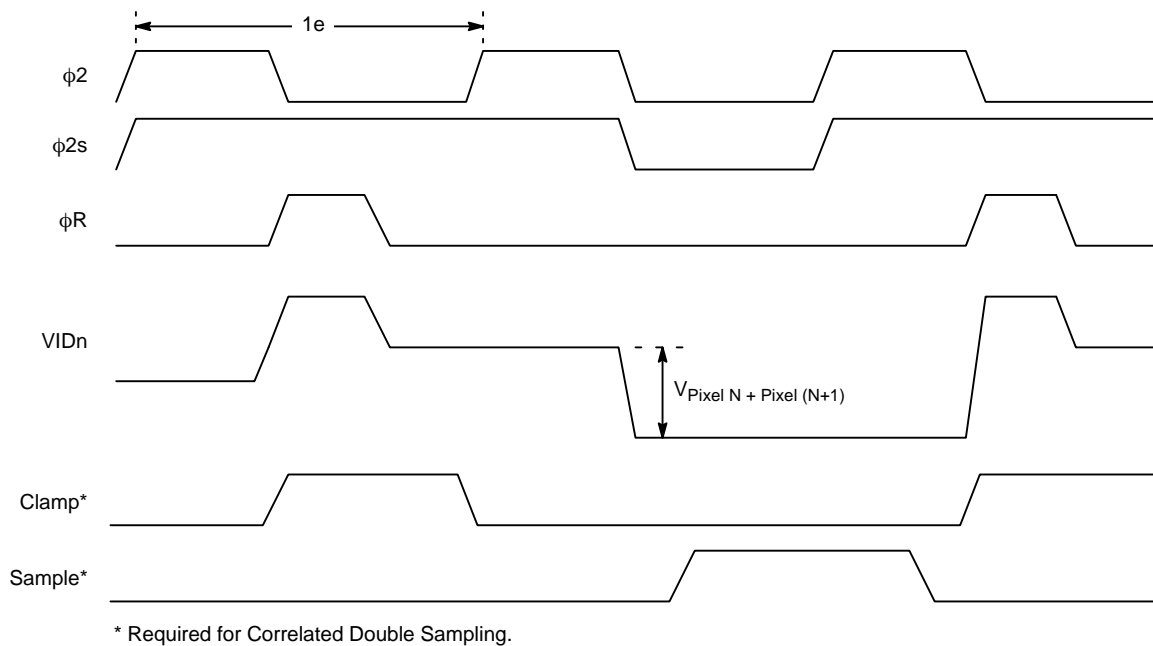 1e
ϕ2
ϕ2s
ϕR
VIDn
VPixel N + Pixel (N+1)
Clamp*
Sample*
* Required for Correlated Double Sampling.